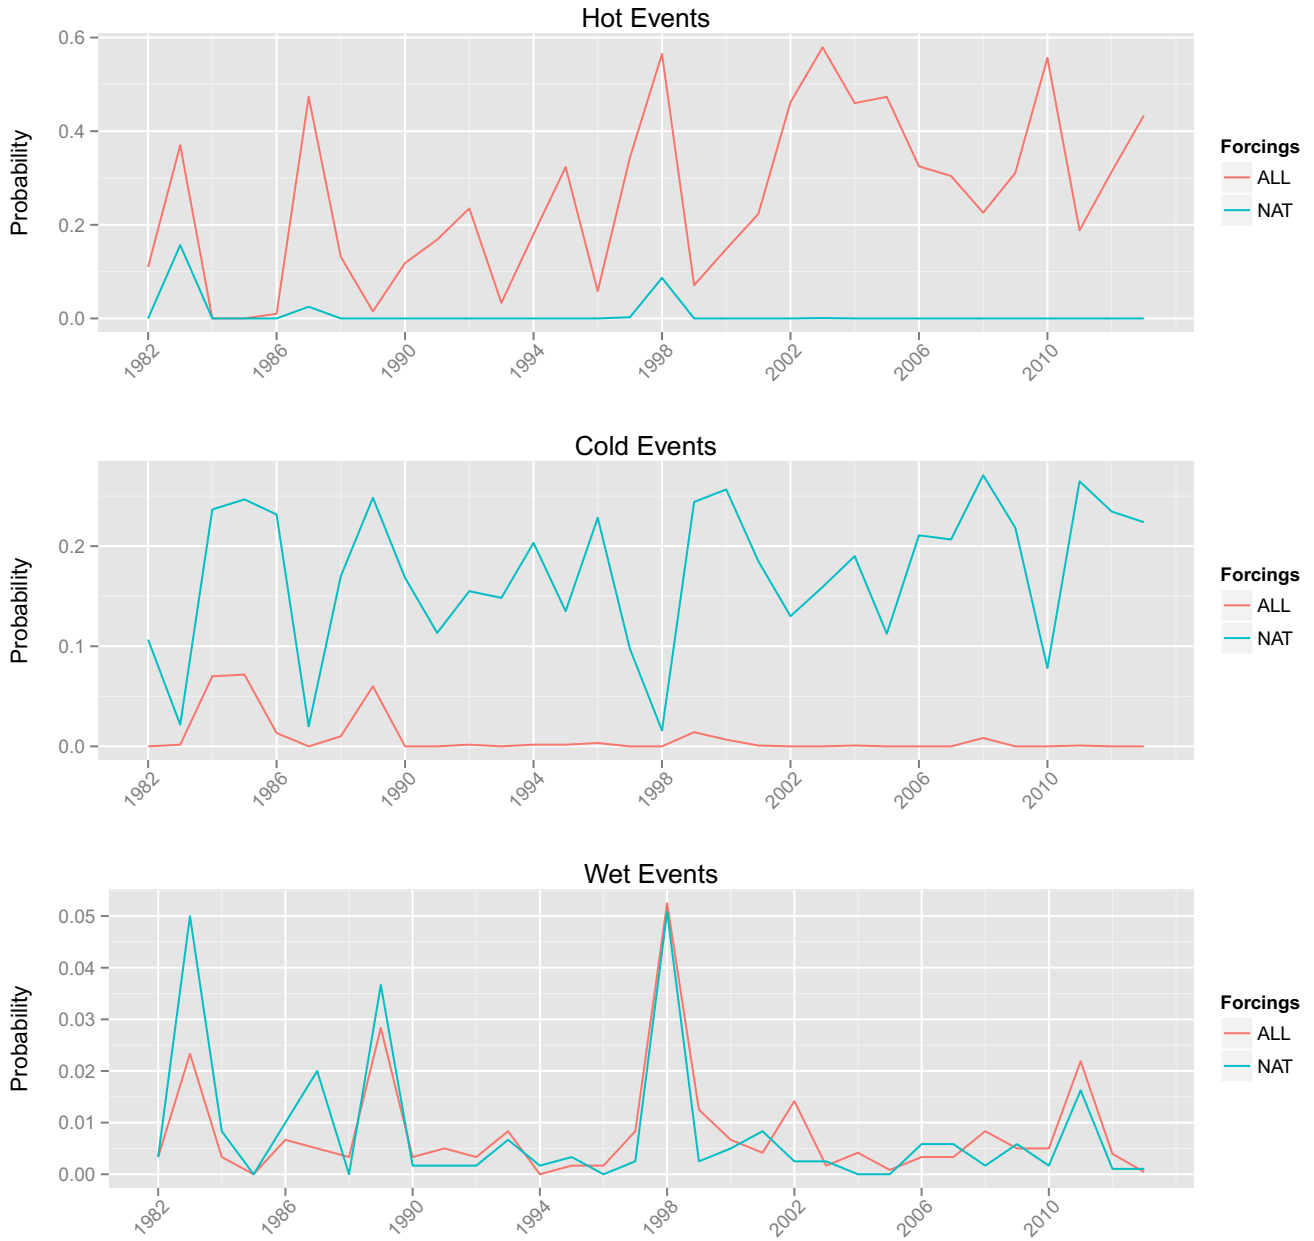 Hot Events
Probability
0.6
0.4
0.2
0.0
1982 1986 1990 1994 1998 2002 2006 2010
Forcings
ALL
NAT
Cold Events
Probability
0.2
0.1
0.0
1982 1986 1990 1994 1998 2002 2006 2010
Forcings
ALL
NAT
Wet Events
Probability
0.05
0.04
0.03
0.02
0.01
0.00
1982 1986 1990 1994 1998 2002 2006 2010
Forcings
ALL
NAT